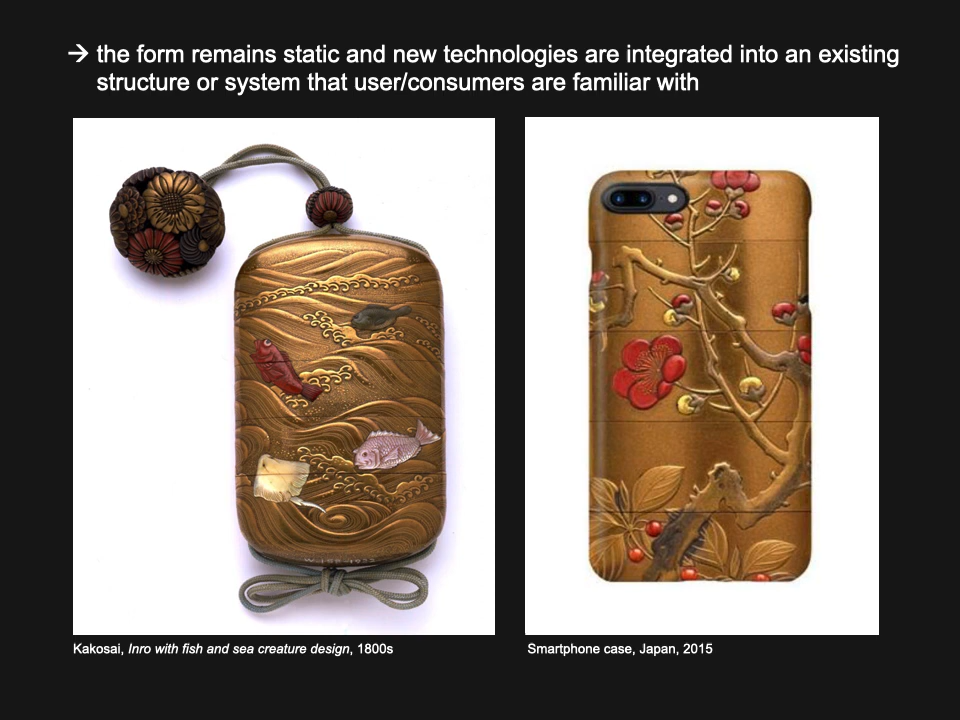 → the form remains static and new technologies are integrated into an existing
structure or system that user/consumers are familiar with
Kakosai, Inro with fish and sea creature design, 1800s
Smartphone case, Japan, 2015